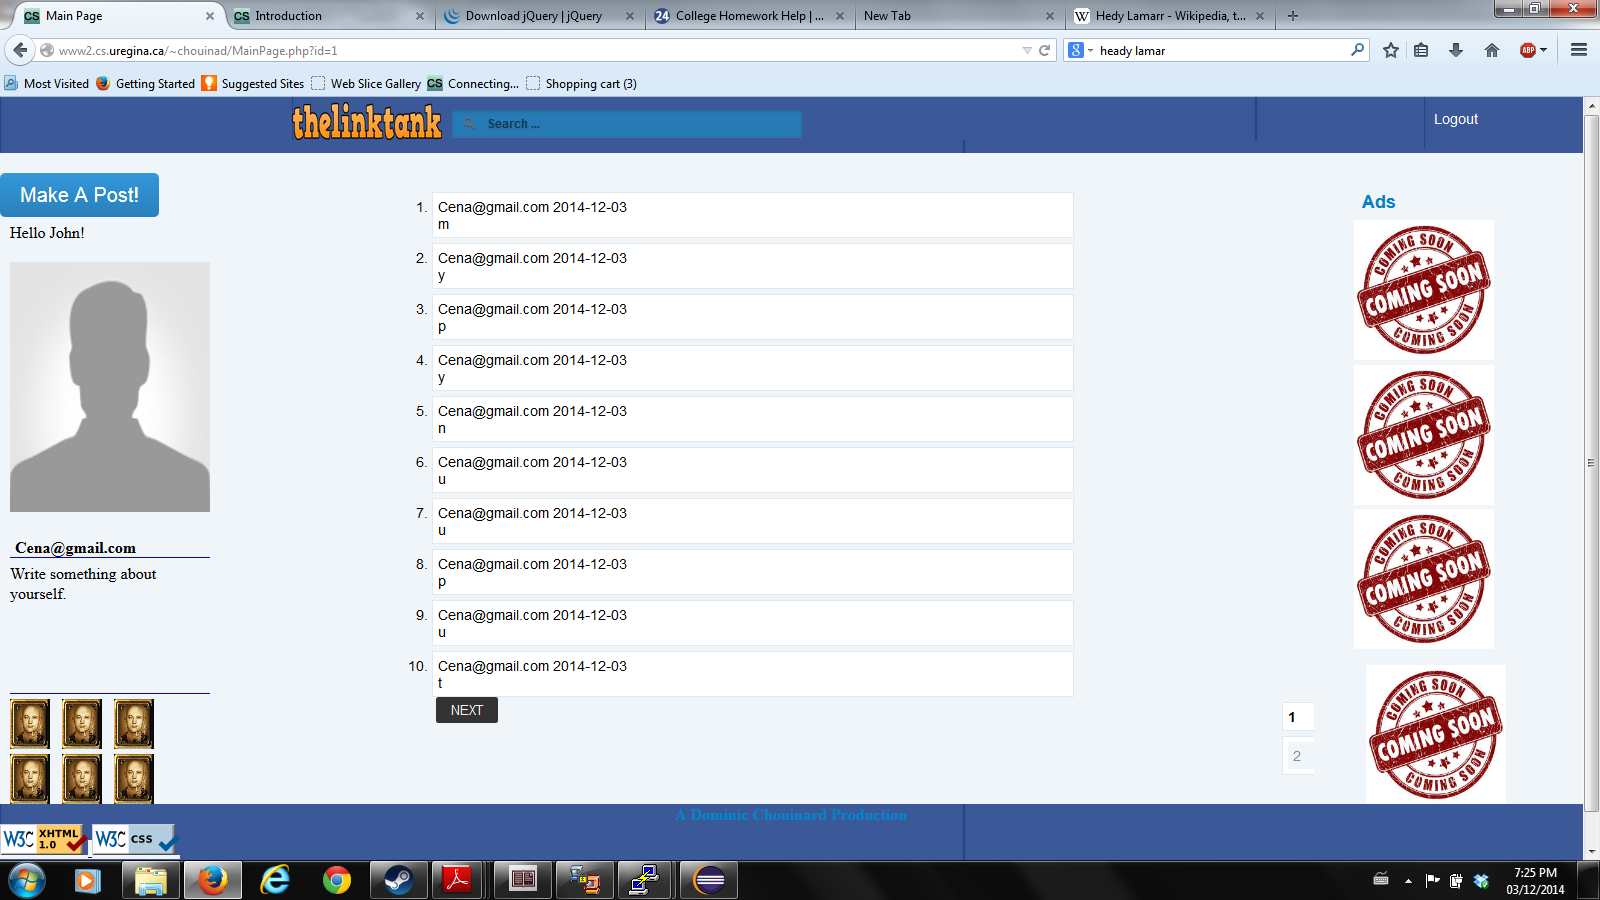 CS Main Page
CS Introduction
Download jQuery | jQuery
24 College Homework Help | ...
New Tab
W Hedy Lamarr - Wikipedia, t...
www2.cs.uregina.ca/~chouinad/MainPage.php?id=1
8 heady lamar
ABP
Most Visited Getting Started Suggested Sites Web Slice Gallery CS Connecting... Shopping cart (3)
thelinktank
Search ...
Logout
Make A Post!
Hello John!
Cena@gmail.com
Write something about
yourself.
1. Cena@gmail.com 2014-12-03
m
2. Cena@gmail.com 2014-12-03
y
3. Cena@gmail.com 2014-12-03
p
4. Cena@gmail.com 2014-12-03
y
5. Cena@gmail.com 2014-12-03
n
6. Cena@gmail.com 2014-12-03
u
7. Cena@gmail.com 2014-12-03
u
8. Cena@gmail.com 2014-12-03
p
9. Cena@gmail.com 2014-12-03
u
10. Cena@gmail.com 2014-12-03
t
NEXT
1
2
Ads
COMING SOON
COMING SOON
COMING SOON
COMING SOON
COMING SOON
COMING SOON
COMING SOON
COMING SOON
COMING SOON
COMING SOON
COMING SOON
COMING SOON
A Dominic Chouinard Production
W3C XHTML
1.0
W3C css
7:25 PM
03/12/2014